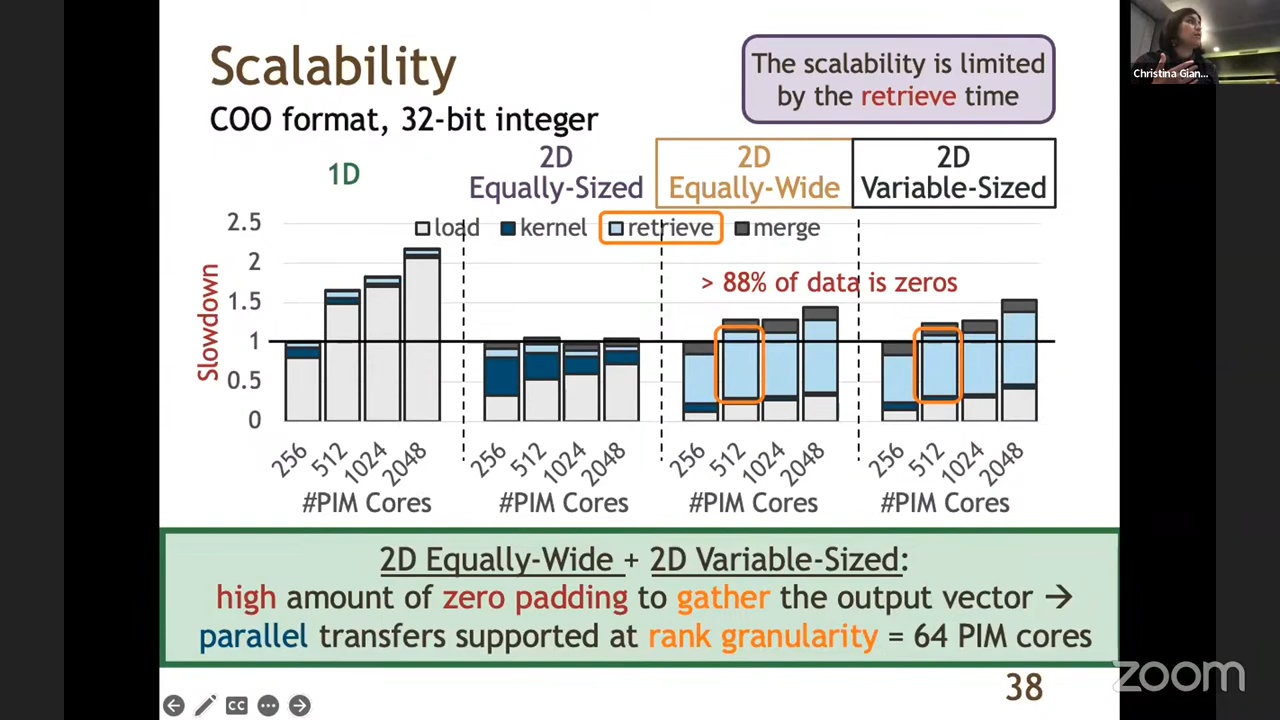 Scalability
COO format, 32-bit integer
The scalability is limited
by the retrieve time
Christina Gian...
1D
2D
Equally-Sized
2D
Equally-Wide
2D
Variable-Sized
load kernel retrieve merge
> 88% of data is zeros
Slowdown
2.5
2
1.5
1
0.5
0
256 512 1024 2048
256 512 1024 2048
256 512 1024 2048
256 512 1024 2048
#PIM Cores
#PIM Cores
#PIM Cores
#PIM Cores
2D Equally-Wide + 2D Variable-Sized:
high amount of zero padding to gather the output vector →
parallel transfers supported at rank granularity = 64 PIM cores
38
CC
zoom